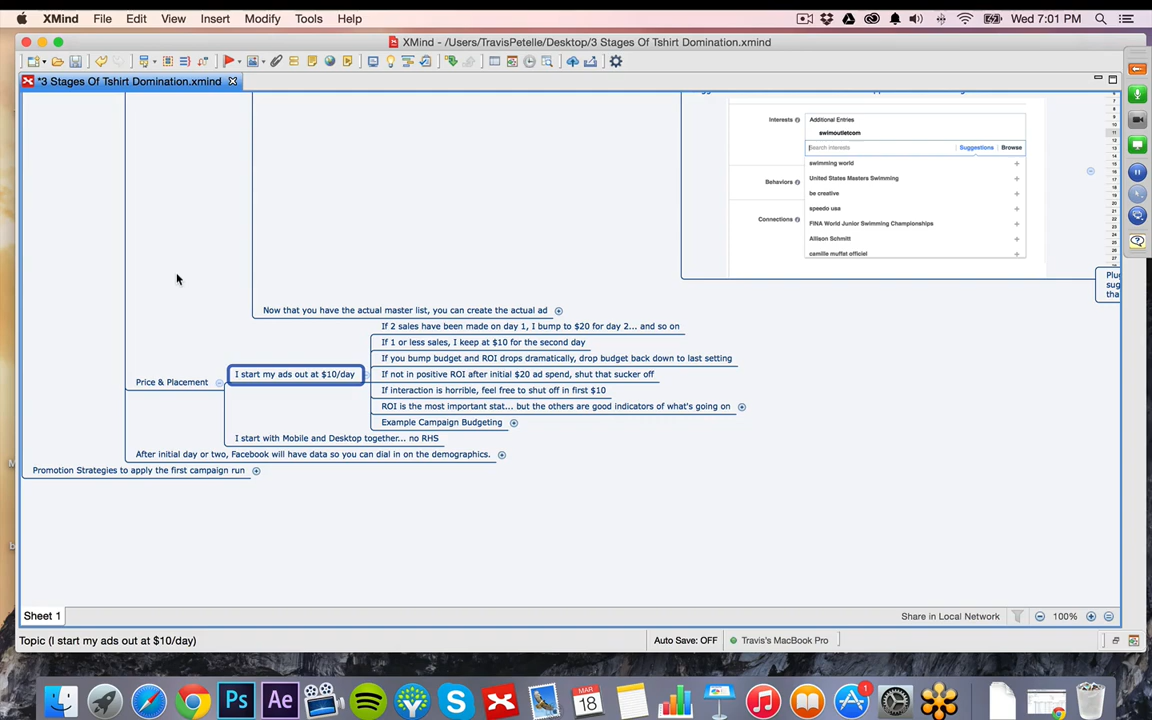 XMind File Edit View Insert Modify Tools Help Wed 7:01 PM
XMind - /Users/TravisPetelle/Desktop/3 Stages Of Tshirt Domination.xmind
*3 Stages Of Tshirt Domination.xmind
Interests
Additional Entries
swimoutletcom
Search interests Suggestions Browse
swimming world
Behaviors
United States Masters Swimming
be creative
speedo usa
Connections
FINA World Junior Swimming Championships
Allison Schmitt
camille muffat officiel
Plug
sug
tha
Now that you have the actual master list, you can create the actual ad
If 2 sales have been made on day 1, I bump to $20 for day 2... and so on
If 1 or less sales, I keep at $10 for the second day
If you bump budget and ROI drops dramatically, drop budget back down to last setting
Price & Placement
I start my ads out at $10/day
If not in positive ROI after initial $20 ad spend, shut that sucker off
If interaction is horrible, feel free to shut off in first $10
ROI is the most important stat... but the others are good indicators of what's going on
Example Campaign Budgeting
I start with Mobile and Desktop together... no RHS
After initial day or two, Facebook will have data so you can dial in on the demographics.
Promotion Strategies to apply the first campaign run
Sheet 1
Share in Local Network 100%
Topic (I start my ads out at $10/day) Auto Save: OFF Travis's MacBook Pro
Ps Ae MAR 18 1